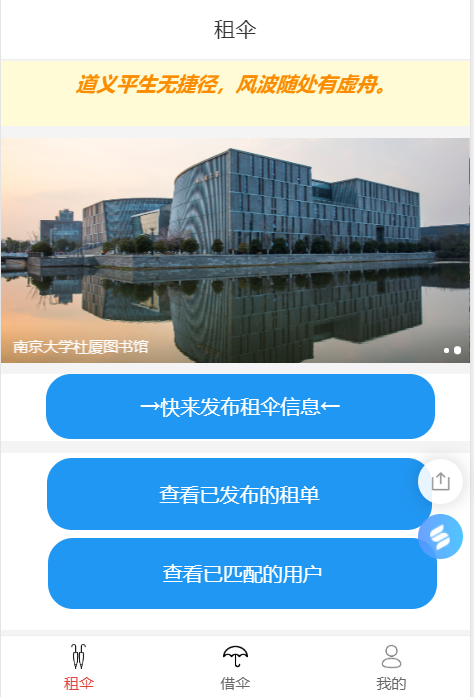 租伞
道义平生无捷径，风波随处有虚舟。
南京大学杜厦图书馆
→快来发布租伞信息←
查看已发布的租单
查看已匹配的用户
租伞
借伞
我的